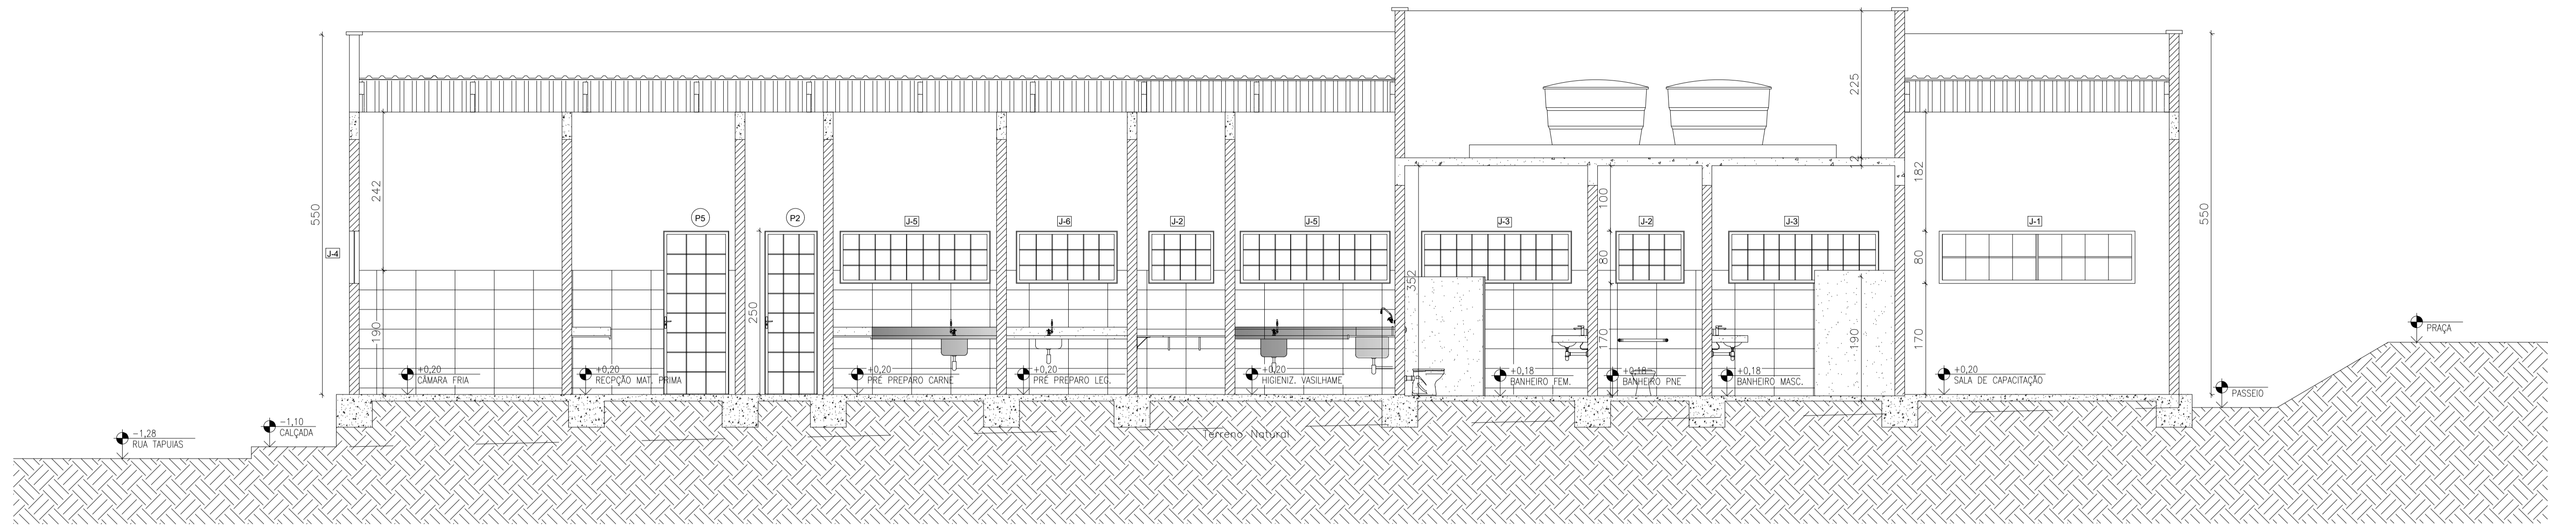 225
12
550
242
190
J-4
P5
P2
250
J-5
J-6
J-2
J-5
J-3
J-2
J-3
J-1
352
100
80
170
190
182
80
170
550
+0,20
CÂMARA FRIA
+0,20
RECPÇÃO MAT. PRIMA
+0,20
PRÉ PREPARO CARNE
+0,20
PRÉ PREPARO LEG.
+0,20
HIGIENIZ. VASILHAME
+0,18
BANHEIRO FEM.
+0,18
BANHEIRO PNE
+0,18
BANHEIRO MASC.
+0,20
SALA DE CAPACITAÇÃO
PRAÇA
PASSEIO
-1,10
CALÇADA
-1,28
RUA TAPUIAS
Terreno Natural